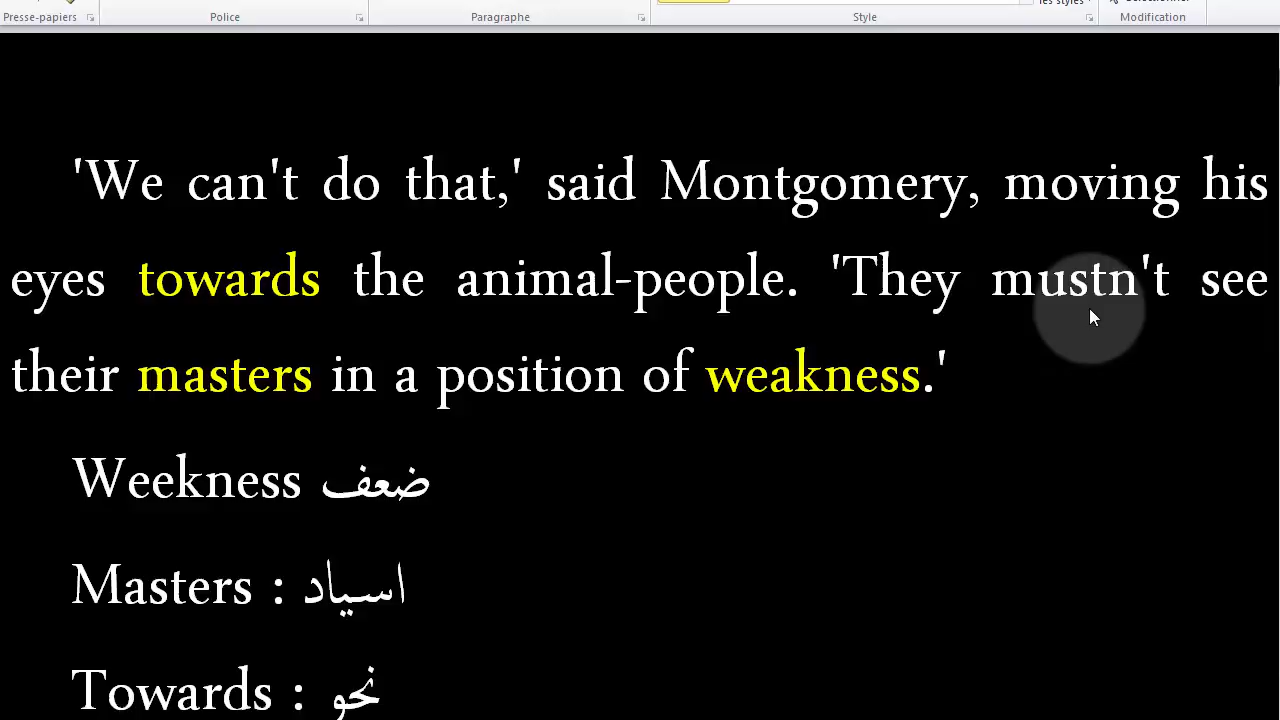 Presse-papiers Police Paragraphe Style Modification
'We can't do that,' said Montgomery, moving his
eyes towards the animal-people. 'They mustn't see
their masters in a position of weakness.'
Weekness ضعف
Masters : اسياد
Towards : نحو